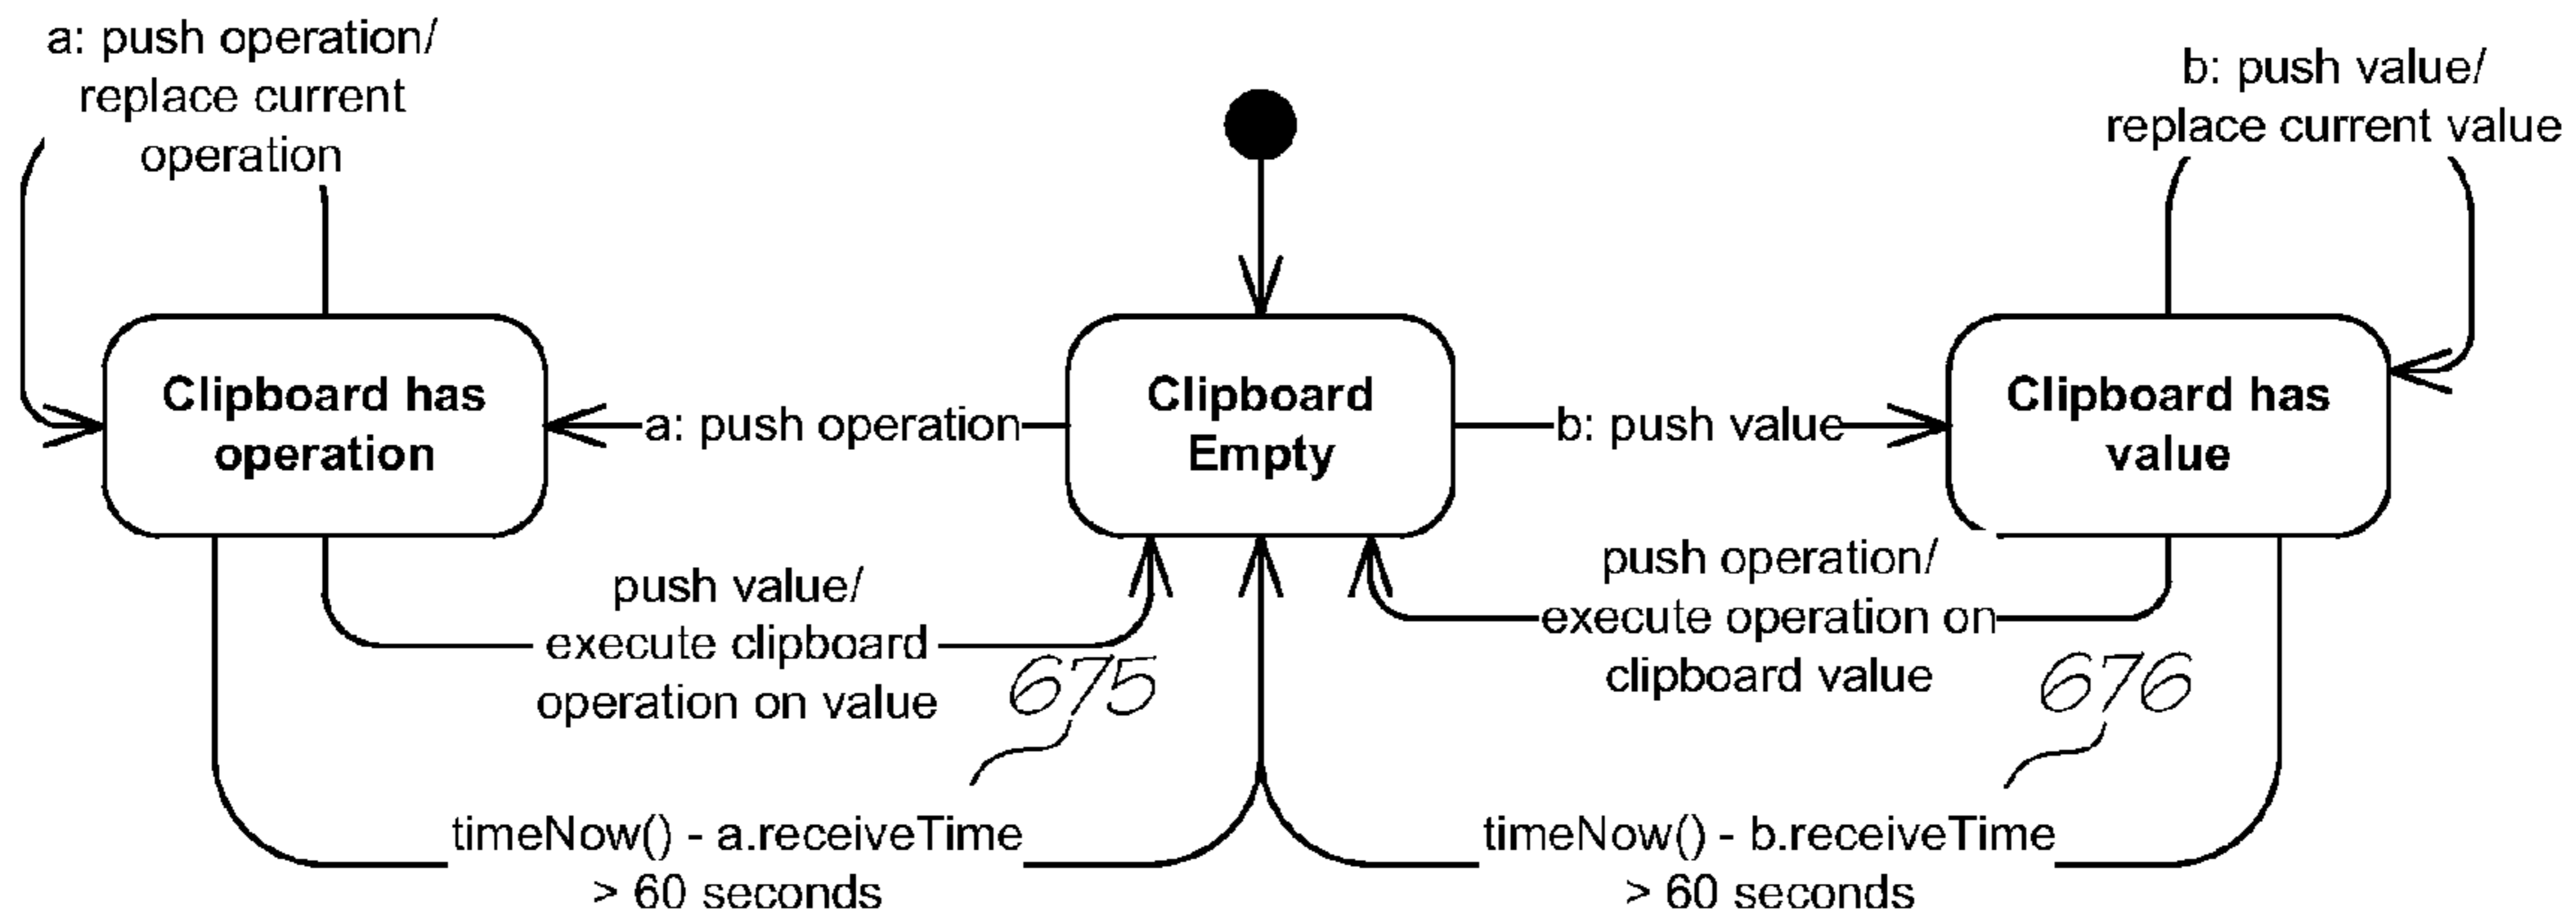 a: push operation/
replace current
operation
b: push value/
replace current value
Clipboard has
operation
a: push operation
Clipboard
Empty
b: push value
Clipboard has
value
push value/
execute clipboard
operation on value
675
push operation/
execute operation on
clipboard value
676
timeNow() - a.receiveTime
> 60 seconds
timeNow() - b.receiveTime
> 60 seconds